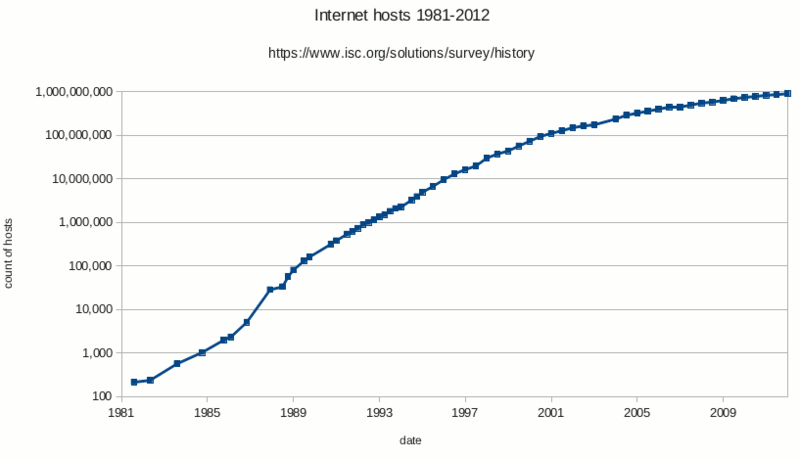 Internet hosts 1981-2012
https://www.isc.org/solutions/survey/history
1,000,000,000
100,000,000
10,000,000
1,000,000
100,000
10,000
1,000
100
count of hosts
1981 1985 1989 1993 1997 2001 2005 2009
date